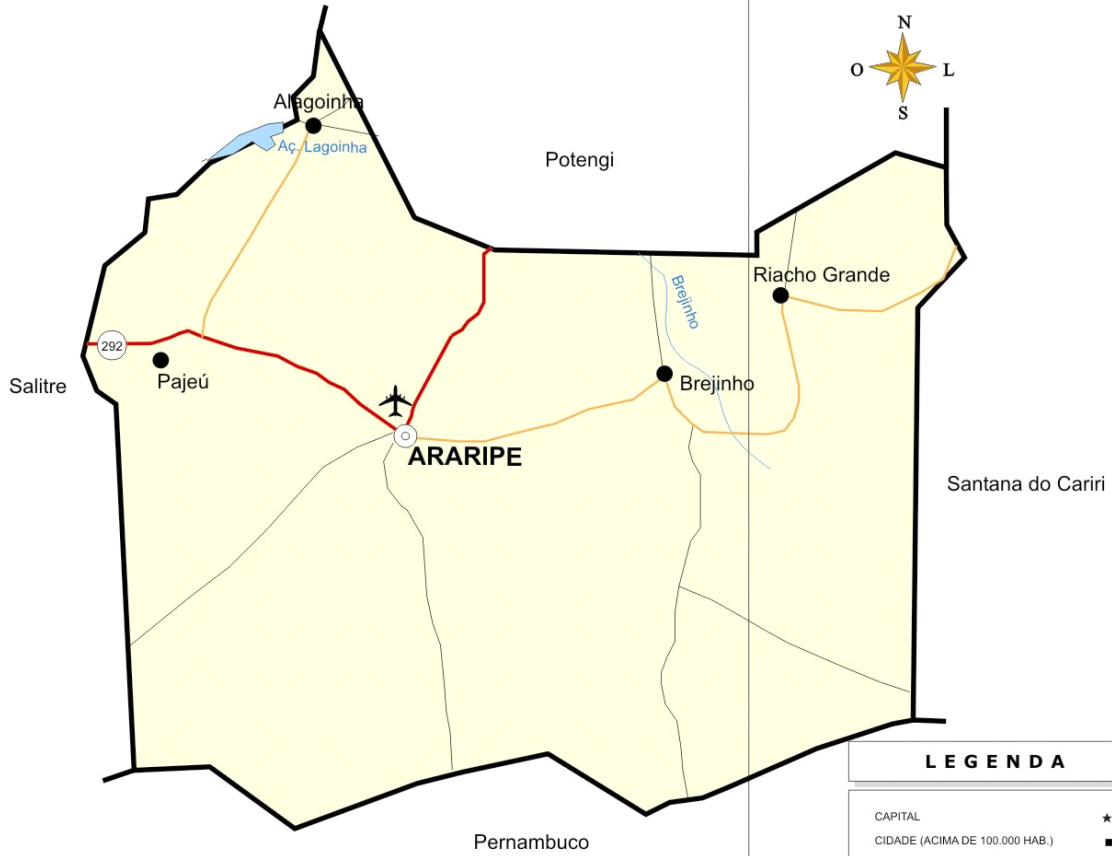 N
O
L
S
Alagoinha
Aç. Lagoinha
Potengi
Riacho Grande
Brejinho
292
Salitre
Pajeú
Brejinho
ARARIPE
Santana do Cariri
LEGENDA
CAPITAL
CIDADE (ACIMA DE 100.000 HAB.)
Pernambuco